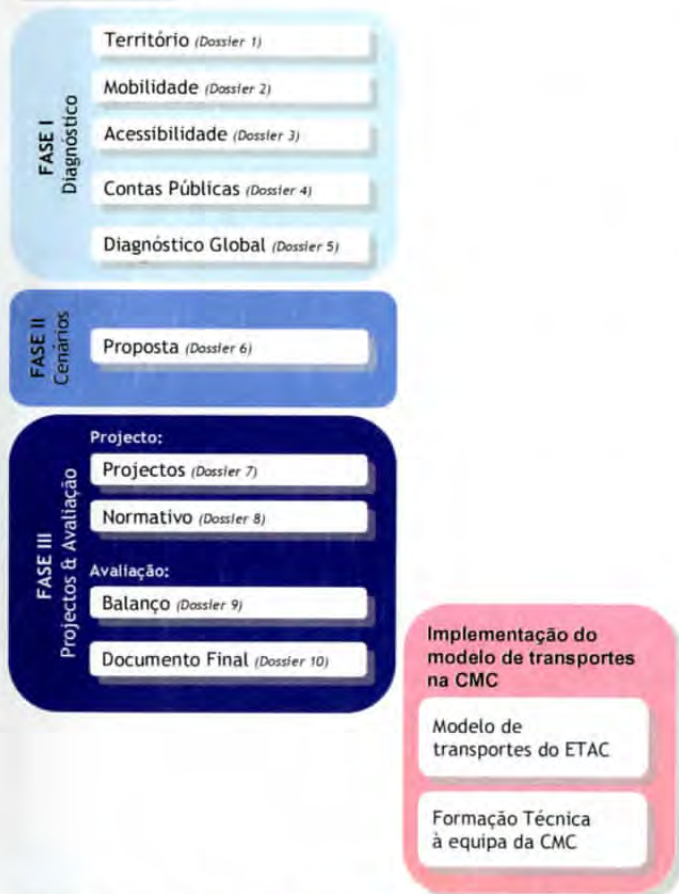 FASE I
Diagnóstico
Território (Dossier 1)
Mobilidade (Dossier 2)
Acessibilidade (Dossier 3)
Contas Públicas (Dossier 4)
Diagnóstico Global (Dossier 5)
FASE II
Cenários
Proposta (Dossier 6)
FASE III
Projectos & Avaliação
Projecto:
Projectos (Dossier 7)
Normativo (Dossier 8)
Avaliação:
Balanço (Dossier 9)
Documento Final (Dossier 10)
Implementação do
modelo de transportes
na CMC
Modelo de
transportes do ETAC
Formação Técnica
à equipa da CMC